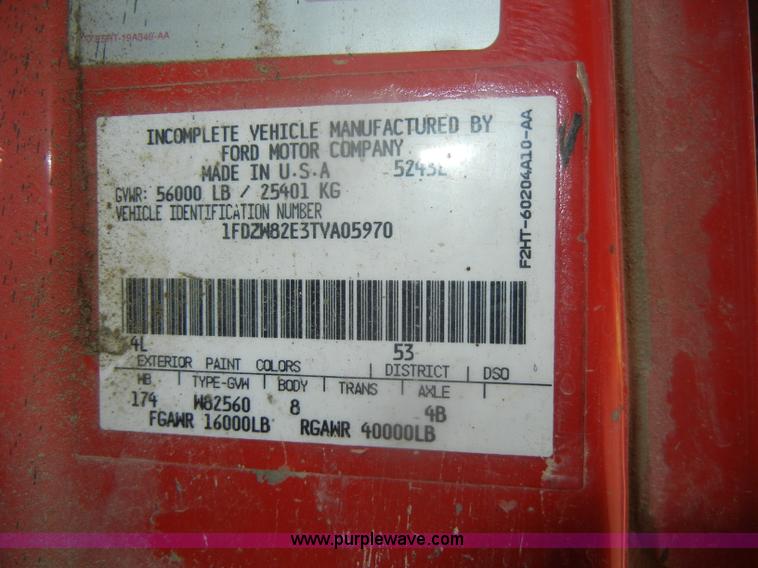 INCOMPLETE VEHICLE MANUFACTURED BY
FORD MOTOR COMPANY
MADE IN U.S.A
GVWR: 56000 LB / 25401 KG
VEHICLE IDENTIFICATION NUMBER
1FDZW82E3TVA05970
F2HT-60204A10-AA
4L 53
EXTERIOR PAINT COLORS DISTRICT DSO
WB TYPE-GVW BODY TRANS AXLE
174 W82560 8 4B
FGAWR 16000LB RGAWR 40000LB
www.purplewave.com